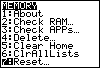 MEMORY
1:About
2:Check RAM…
3:Check APPs…
4:Delete…
5:Clear Home
6:ClrAllLists
7:Reset…